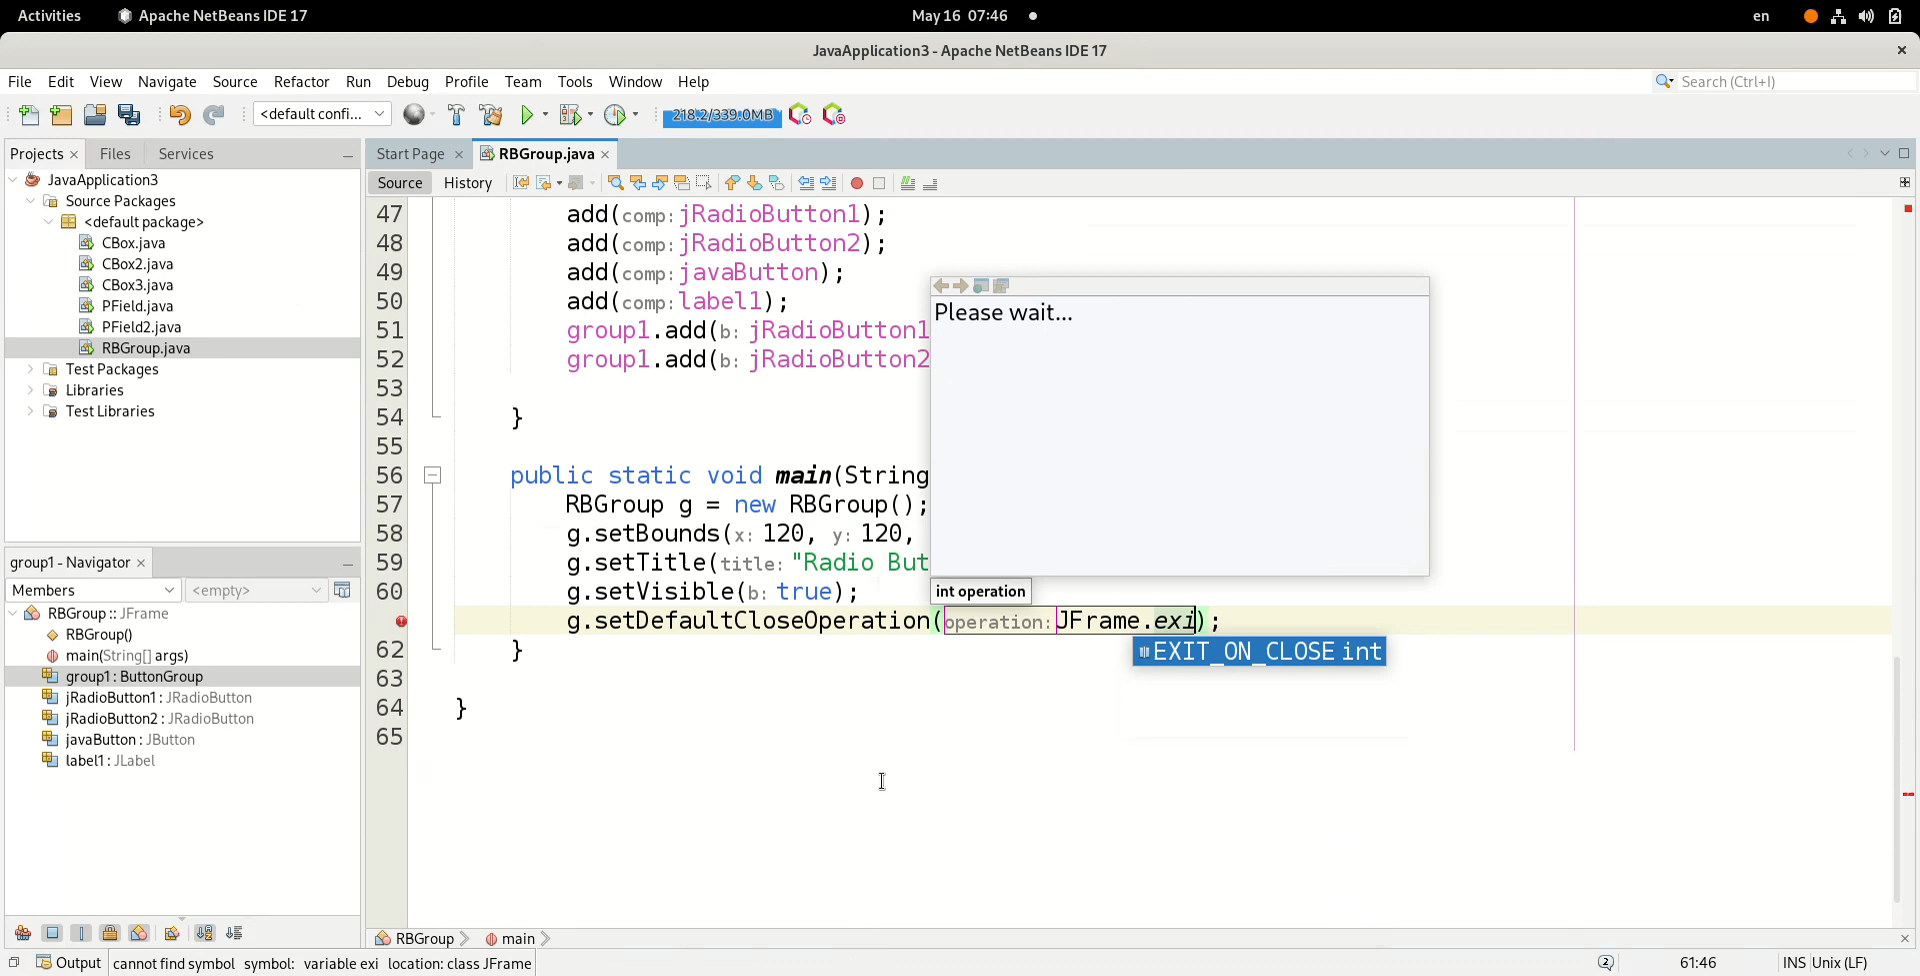 Activities
Apache NetBeans IDE 17
May 16 07:46
en
JavaApplication3 - Apache NetBeans IDE 17
File Edit View Navigate Source Refactor Run Debug Profile Team Tools Window Help
Search (Ctrl+I)
<default confi...
218.2/339.0MB
Projects
Files
Services
Start Page
RBGroup.java
Source
History
JavaApplication3
Source Packages
<default package>
CBox.java
CBox2.java
CBox3.java
PField.java
PField2.java
RBGroup.java
Test Packages
Libraries
Test Libraries
group1 - Navigator
Members
<empty>
RBGroup :: JFrame
RBGroup()
main(String[] args)
group1 : ButtonGroup
jRadioButton1 : JRadioButton
jRadioButton2 : JRadioButton
javaButton : JButton
label1 : JLabel
47 add(comp: jRadioButton1);
48 add(comp: jRadioButton2);
49 add(comp: javaButton);
50 add(comp: label1);
51 group1.add(b: jRadioButton1
52 group1.add(b: jRadioButton2
53
54 }
55
56 public static void main(String
57 RBGroup g = new RBGroup();
58 g.setBounds(x: 120, y: 120,
59 g.setTitle(title: "Radio But
60 g.setVisible(b: true);
g.setDefaultCloseOperation(operation: JFrame.exi);
62 }
63
64 }
65
Please wait...
int operation
EXIT_ON_CLOSE int
RBGroup
main
Output
cannot find symbol symbol: variable exi location: class JFrame
2
61:46
INS
Unix (LF)